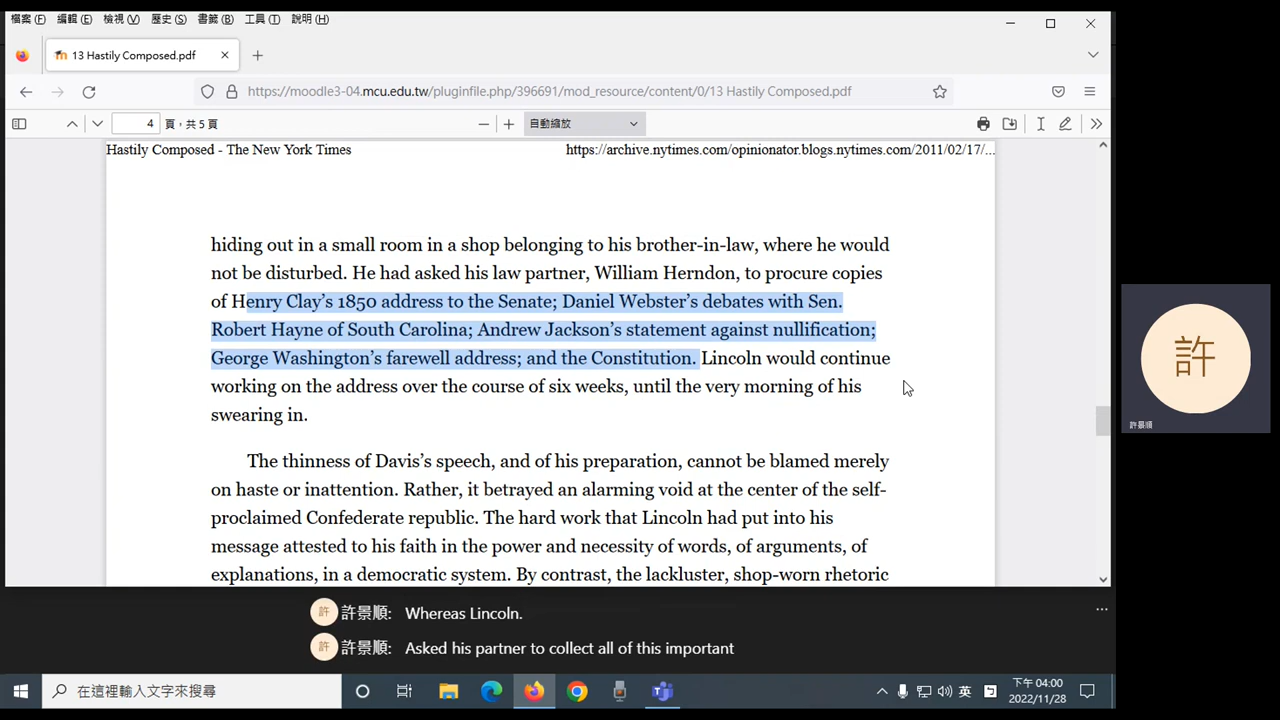 檔案(F) 編輯(E) 檢視(V) 歷史(S) 書籤(B) 工具(T) 說明(H)
13 Hastily Composed.pdf
https://moodle3-04.mcu.edu.tw/pluginfile.php/396691/mod_resource/content/0/13 Hastily Composed.pdf
4 頁，共 5 頁
自動縮放
Hastily Composed - The New York Times https://archive.nytimes.com/opinionator.blogs.nytimes.com/2011/02/17/...
hiding out in a small room in a shop belonging to his brother-in-law, where he would
not be disturbed. He had asked his law partner, William Herndon, to procure copies
of Henry Clay’s 1850 address to the Senate; Daniel Webster’s debates with Sen.
Robert Hayne of South Carolina; Andrew Jackson’s statement against nullification;
George Washington’s farewell address; and the Constitution. Lincoln would continue
working on the address over the course of six weeks, until the very morning of his
swearing in.
The thinness of Davis’s speech, and of his preparation, cannot be blamed merely
on haste or inattention. Rather, it betrayed an alarming void at the center of the self-
proclaimed Confederate republic. The hard work that Lincoln had put into his
message attested to his faith in the power and necessity of words, of arguments, of
explanations, in a democratic system. By contrast, the lackluster, shop-worn rhetoric
許
許景順
許 許景順: Whereas Lincoln.
許 許景順: Asked his partner to collect all of this important
在這裡輸入文字來搜尋
英
下午 04:00
2022/11/28